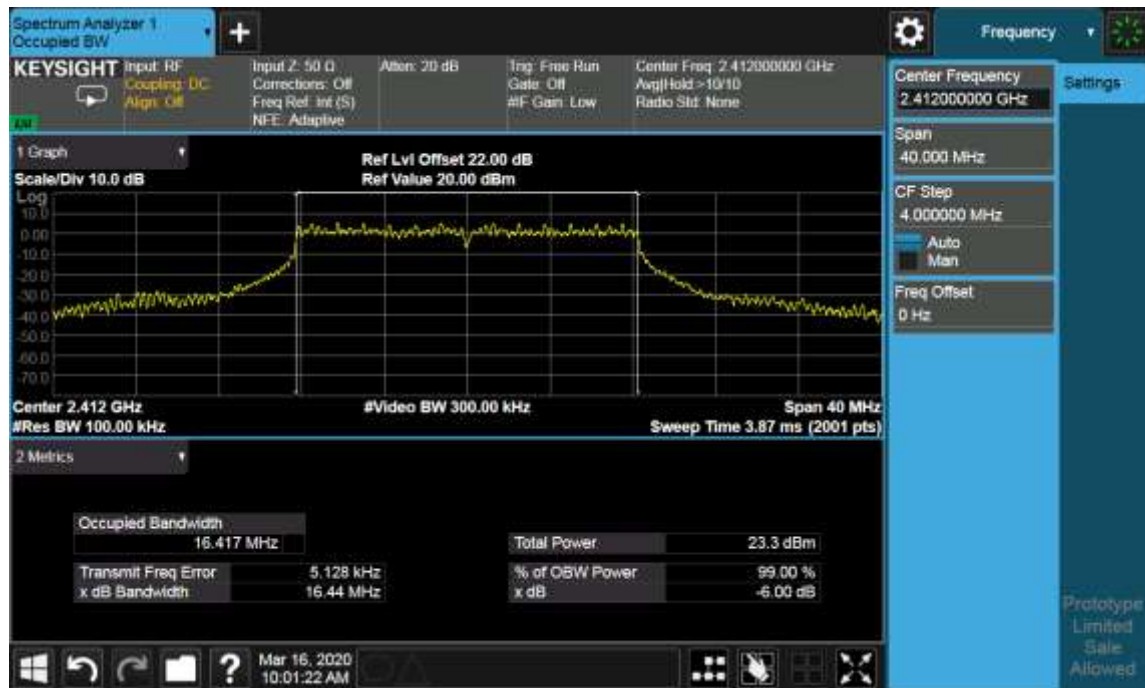 Spectrum Analyzer 1
Occupied BW
+
Frequency
KEYSIGHT
Input: RF
Coupling: DC
Align: Off
Input Z: 50 Ω
Corrections: Off
Freq Ref: Int (S)
NFE: Adaptive
Atten: 20 dB
Trig: Free Run
Gate: Off
#IF Gain: Low
Center Freq: 2.412000000 GHz
Avg|Hold:>10/10
Radio Std: None
1 Graph
Scale/Div 10.0 dB
Ref Lvl Offset 22.00 dB
Ref Value 20.00 dBm
Log
10.0
0.00
-10.0
-20.0
-30.0
-40.0
-50.0
-60.0
-70.0
Center 2.412 GHz
#Res BW 100.00 kHz
#Video BW 300.00 kHz
Span 40 MHz
Sweep Time 3.87 ms (2001 pts)
2 Metrics
Occupied Bandwidth
16.417 MHz
Transmit Freq Error 5.128 kHz
x dB Bandwidth 16.44 MHz
Total Power 23.3 dBm
% of OBW Power 99.00 %
x dB -6.00 dB
Center Frequency
2.412000000 GHz
Span
40.000 MHz
CF Step
4.000000 MHz
Auto
Man
Freq Offset
0 Hz
Settings
Prototype
Limited
Sale
Allowed
?
Mar 16, 2020
10:01:22 AM